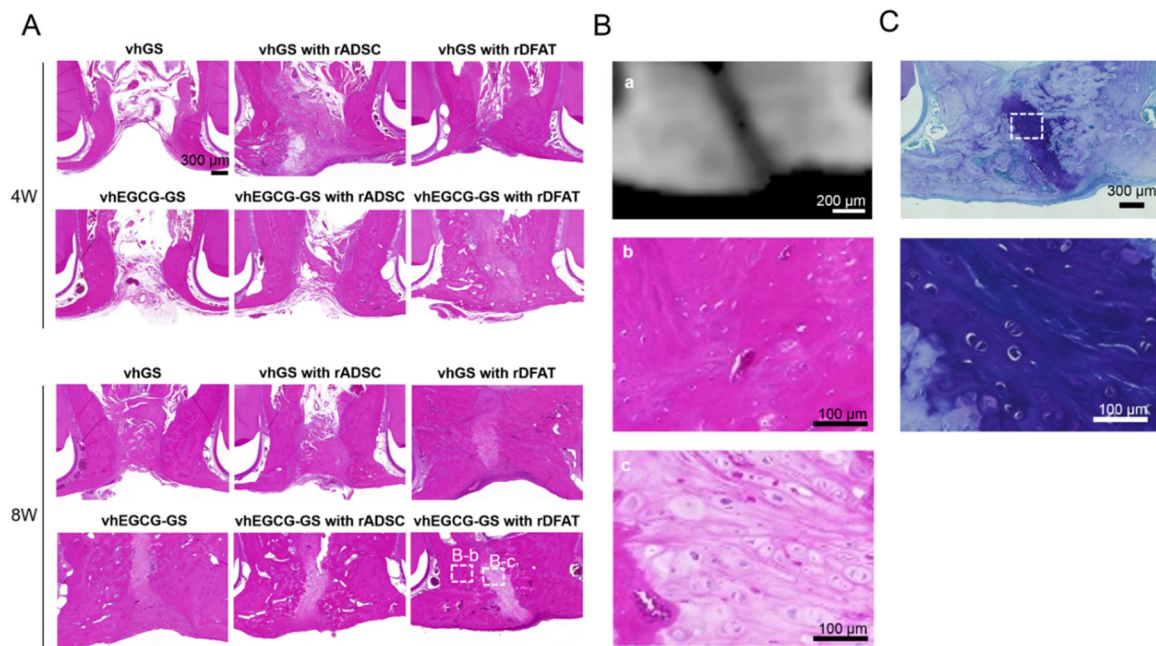 A
B
C
vhGS
vhGS with rADSC
vhGS with rDFAT
300 µm
4W
vhEGCG-GS
vhEGCG-GS with rADSC
vhEGCG-GS with rDFAT
vhGS
vhGS with rADSC
vhGS with rDFAT
8W
vhEGCG-GS
vhEGCG-GS with rADSC
vhEGCG-GS with rDFAT
B-b
B-c
a
200 µm
b
100 µm
c
100 µm
300 µm
100 µm